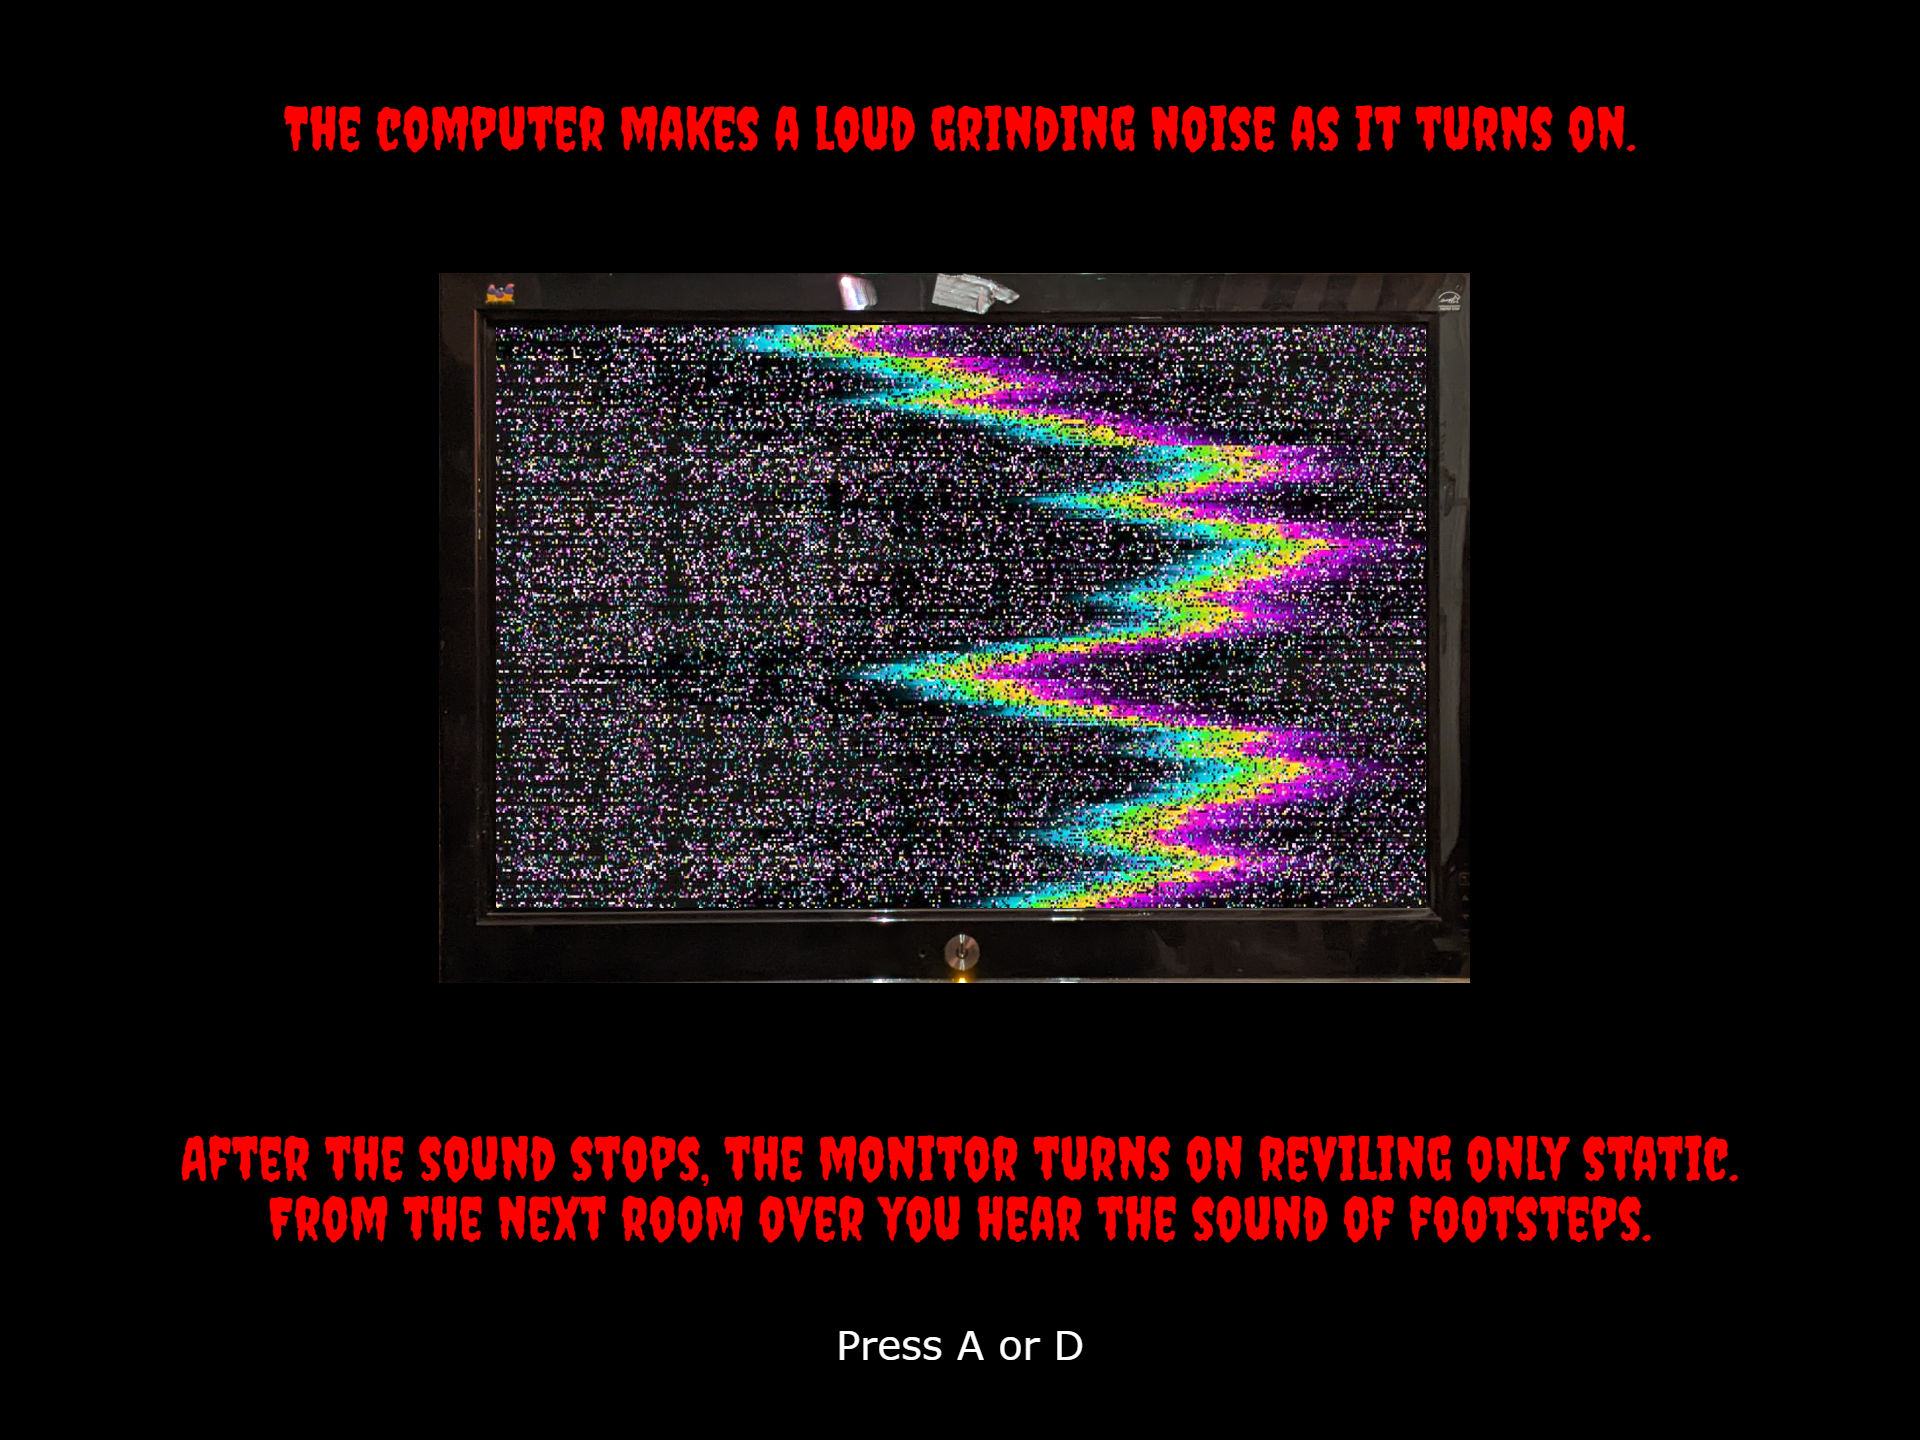 THE COMPUTER MAKES A LOUD GRINDING NOISE AS IT TURNS ON.
AFTER THE SOUND STOPS, THE MONITOR TURNS ON REVILING ONLY STATIC.
FROM THE NEXT ROOM OVER YOU HEAR THE SOUND OF FOOTSTEPS.
Press A or D